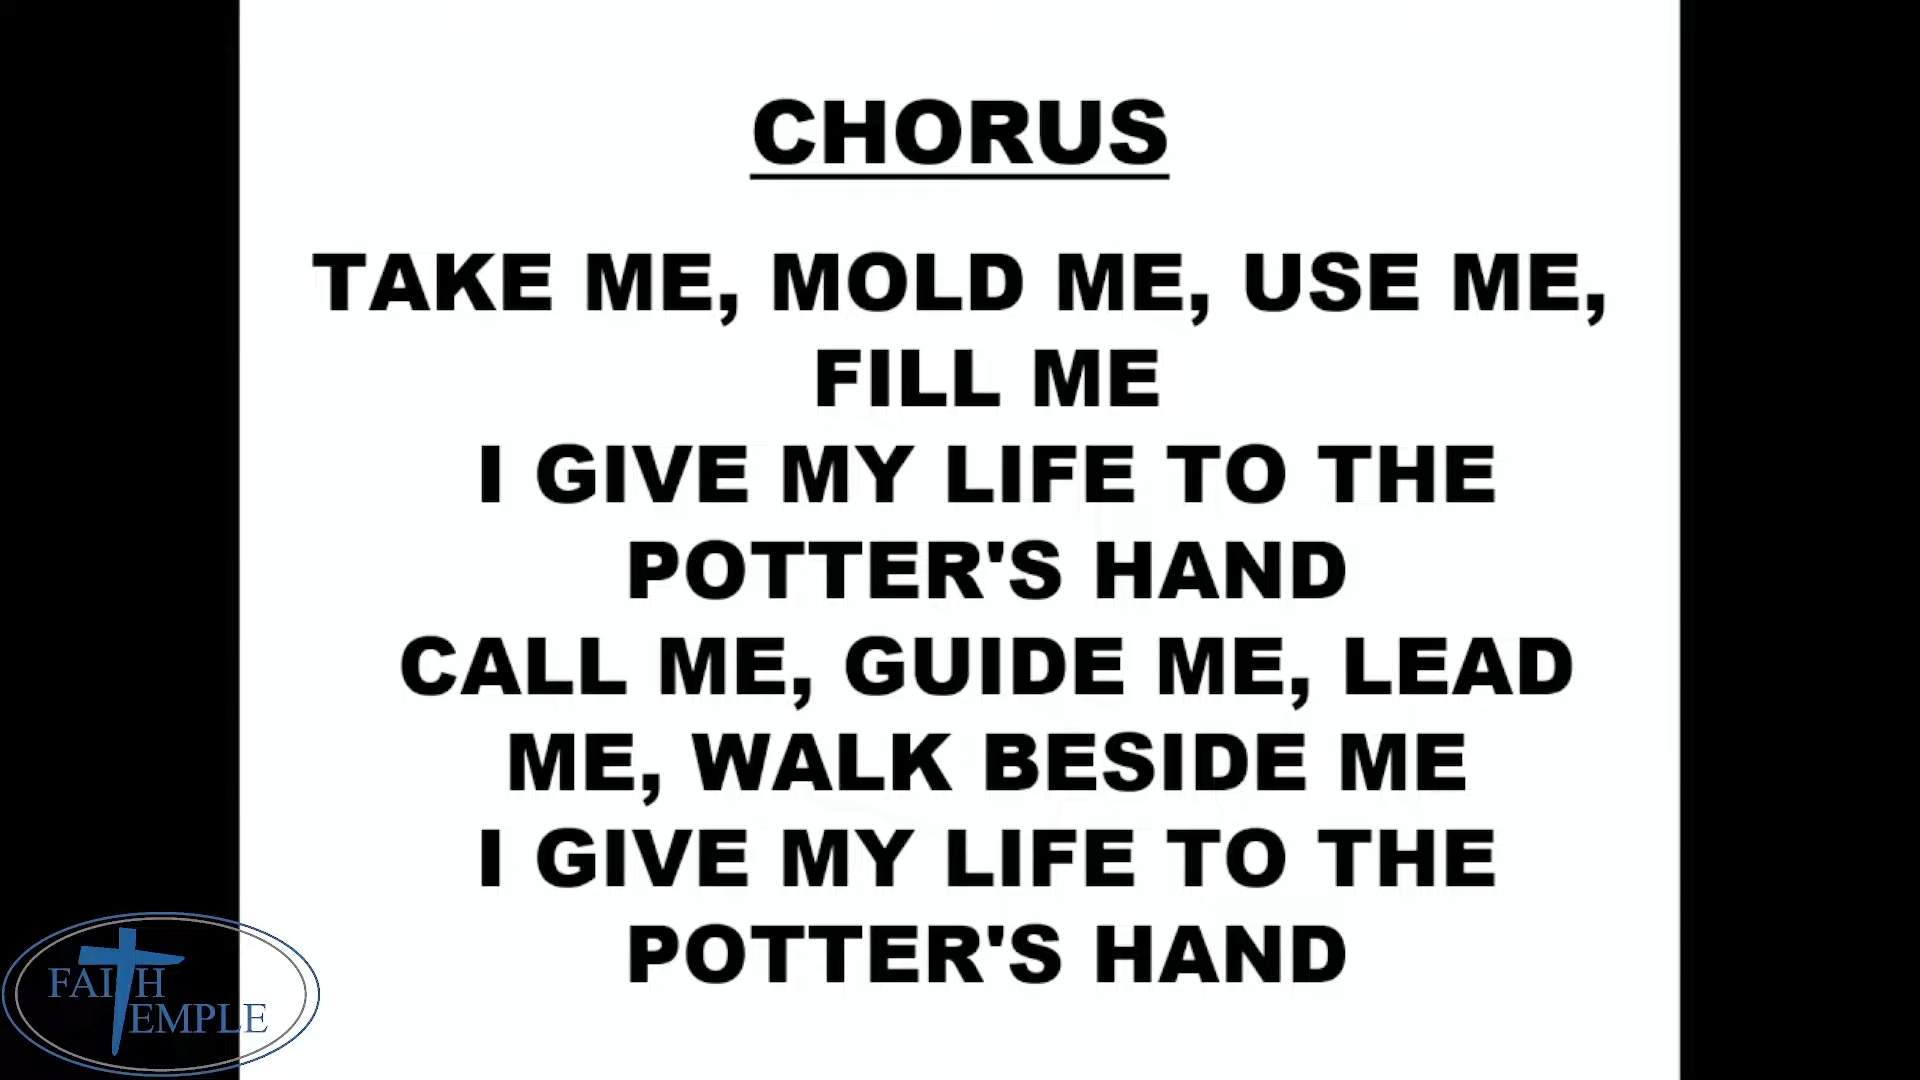 CHORUS
TAKE ME, MOLD ME, USE ME,
FILL ME
I GIVE MY LIFE TO THE
POTTER'S HAND
CALL ME, GUIDE ME, LEAD
ME, WALK BESIDE ME
I GIVE MY LIFE TO THE
POTTER'S HAND
FAITH
TEMPLE